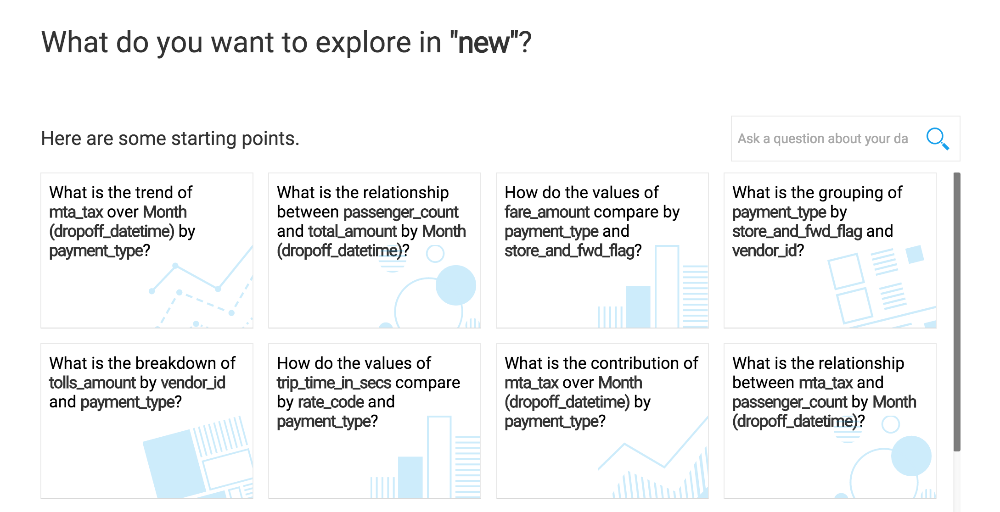 What do you want to explore in "new"?
Here are some starting points.
Ask a question about your da
What is the trend of
mta_tax over Month
(dropoff_datetime) by
payment_type?
What is the relationship
between passenger_count
and total_amount by Month
(dropoff_datetime)?
How do the values of
fare_amount compare by
payment_type and
store_and_fwd_flag?
What is the grouping of
payment_type by
store_and_fwd_flag and
vendor_id?
What is the breakdown of
tolls_amount by vendor_id
and payment_type?
How do the values of
trip_time_in_secs compare
by rate_code and
payment_type?
What is the contribution of
mta_tax over Month
(dropoff_datetime) by
payment_type?
What is the relationship
between mta_tax and
passenger_count by Month
(dropoff_datetime)?